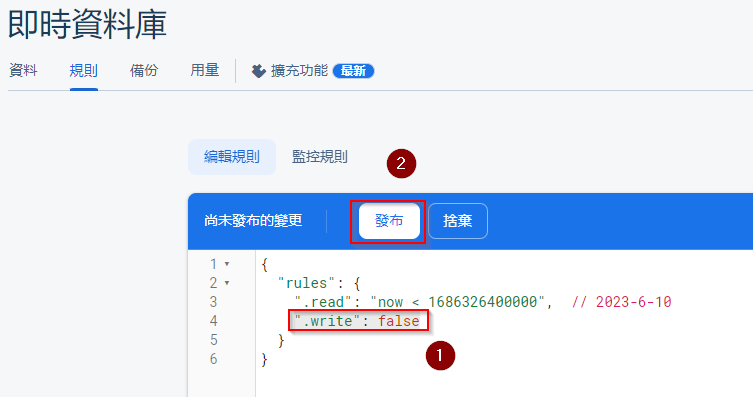 即時資料庫
資料 規則 備份 用量 擴充功能 最新
編輯規則 監控規則 2
尚未發布的變更 發布 捨棄
1 {
2 "rules": {
3 ".read": "now < 1686326400000", // 2023-6-10
4 ".write": false
5 }
6 }
1